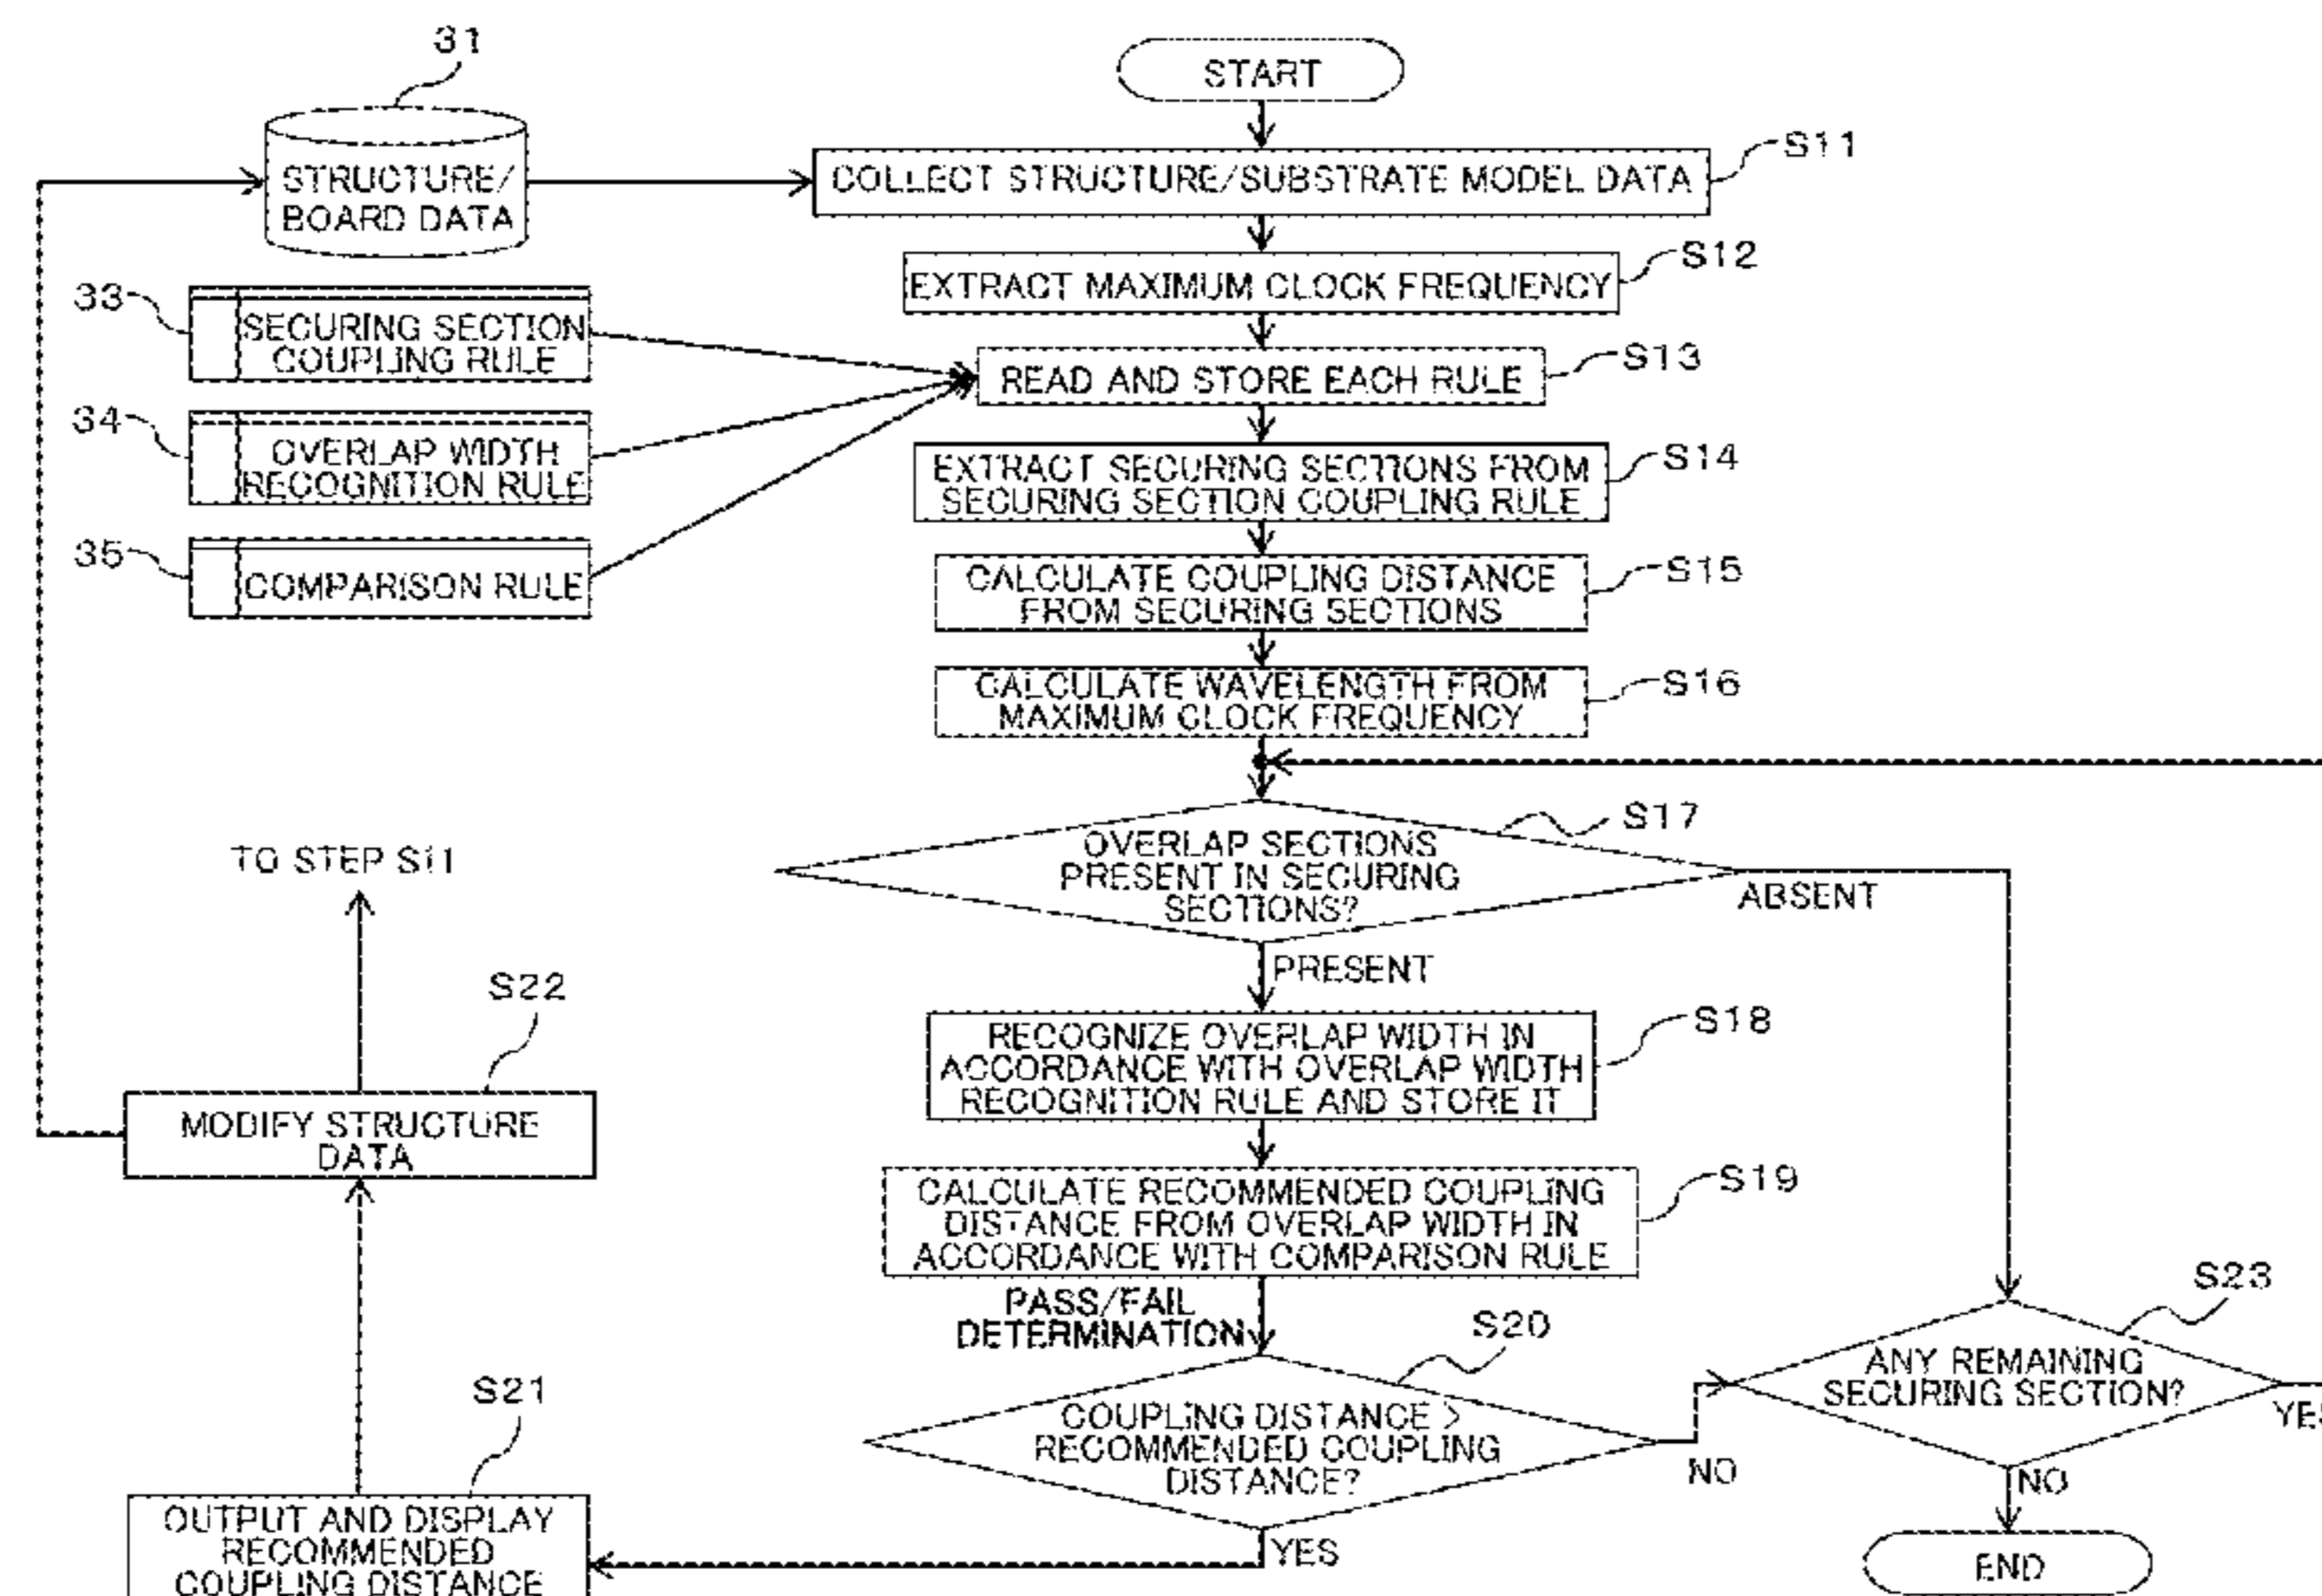 31
START
STRUCTURE/
BOARD DATA
COLLECT STRUCTURE/SUBSTRATE MODEL DATA
S11
EXTRACT MAXIMUM CLOCK FREQUENCY
S12
33
SECURING SECTION
COUPLING RULE
READ AND STORE EACH RULE
S13
34
OVERLAP WIDTH
RECOGNITION RULE
EXTRACT SECURING SECTIONS FROM
SECURING SECTION COUPLING RULE
S14
35
COMPARISON RULE
CALCULATE COUPLING DISTANCE
FROM SECURING SECTIONS
S15
CALCULATE WAVELENGTH FROM
MAXIMUM CLOCK FREQUENCY
S16
OVERLAP SECTIONS
PRESENT IN SECURING
SECTIONS?
S17
ABSENT
PRESENT
TO STEP S11
S22
MODIFY STRUCTURE
DATA
RECOGNIZE OVERLAP WIDTH IN
ACCORDANCE WITH OVERLAP WIDTH
RECOGNITION RULE AND STORE IT
S18
CALCULATE RECOMMENDED COUPLING
DISTANCE FROM OVERLAP WIDTH IN
ACCORDANCE WITH COMPARISON RULE
S19
PASS/FAIL
DETERMINATION
S20
COUPLING DISTANCE >
RECOMMENDED COUPLING
DISTANCE?
NO
YES
S23
ANY REMAINING
SECURING SECTION?
YES
NO
END
S21
OUTPUT AND DISPLAY
RECOMMENDED
COUPLING DISTANCE